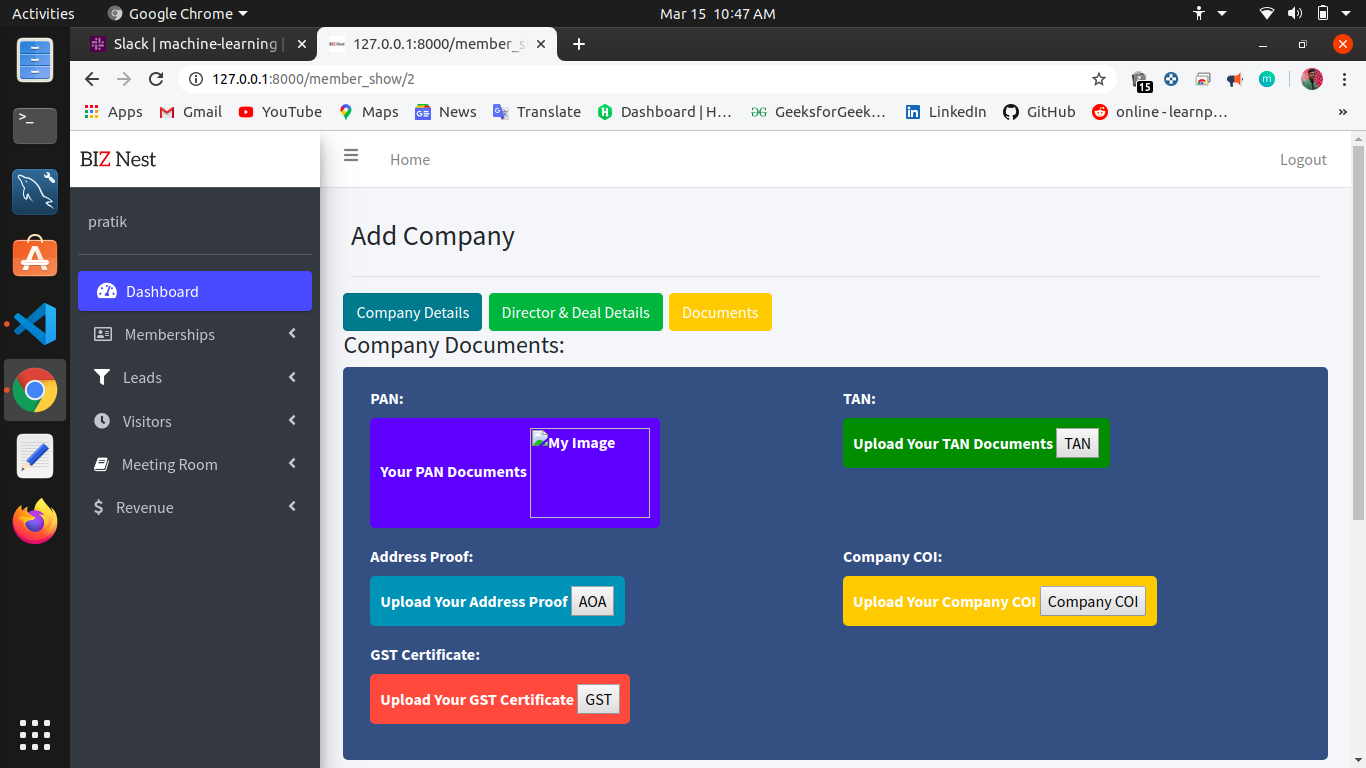 Activities
Google Chrome
Mar 15 10:47 AM
Slack | machine-learning |
127.0.0.1:8000/member_s
127.0.0.1:8000/member_show/2
15
m
Apps
Gmail
YouTube
Maps
News
Translate
Dashboard | H…
GeeksforGeek…
LinkedIn
GitHub
online - learnp…
»
BIZ Nest
Home
Logout
pratik
Add Company
Dashboard
Memberships
Leads
Visitors
Meeting Room
$ Revenue
Company Details
Director & Deal Details
Documents
Company Documents:
PAN:
TAN:
Your PAN Documents
My Image
Upload Your TAN Documents TAN
Address Proof:
Company COI:
Upload Your Address Proof AOA
Upload Your Company COI Company COI
GST Certificate:
Upload Your GST Certificate GST